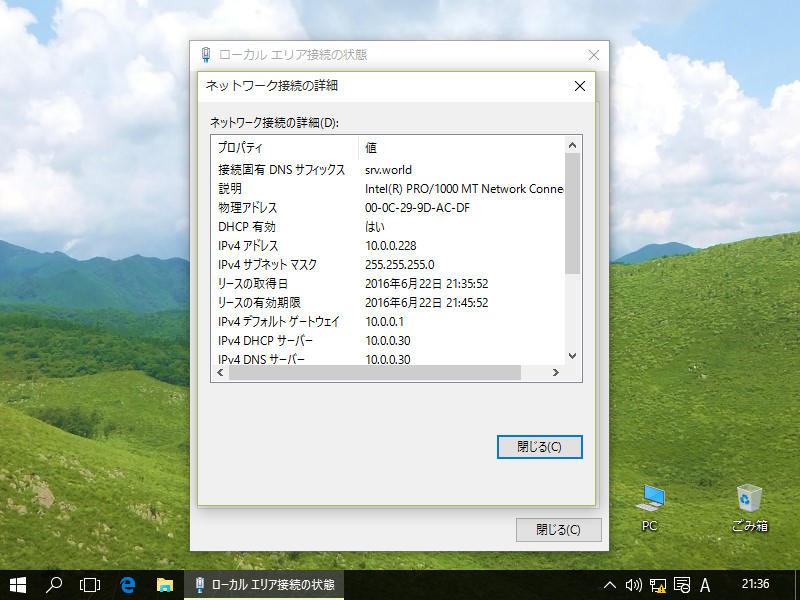 ローカル エリア接続の状態
ネットワーク接続の詳細
ネットワーク接続の詳細(D):
プロパティ 値
接続固有 DNS サフィックス srv.world
説明 Intel(R) PRO/1000 MT Network Conne
物理アドレス 00-0C-29-9D-AC-DF
DHCP 有効 はい
IPv4 アドレス 10.0.0.228
IPv4 サブネット マスク 255.255.255.0
リースの取得日 2016年6月22日 21:35:52
リースの有効期限 2016年6月22日 21:45:52
IPv4 デフォルト ゲートウェイ 10.0.0.1
IPv4 DHCP サーバー 10.0.0.30
IPv4 DNS サーバー 10.0.0.30
閉じる(C)
閉じる(C)
PC
ごみ箱
ローカル エリア接続の状態
A
21:36